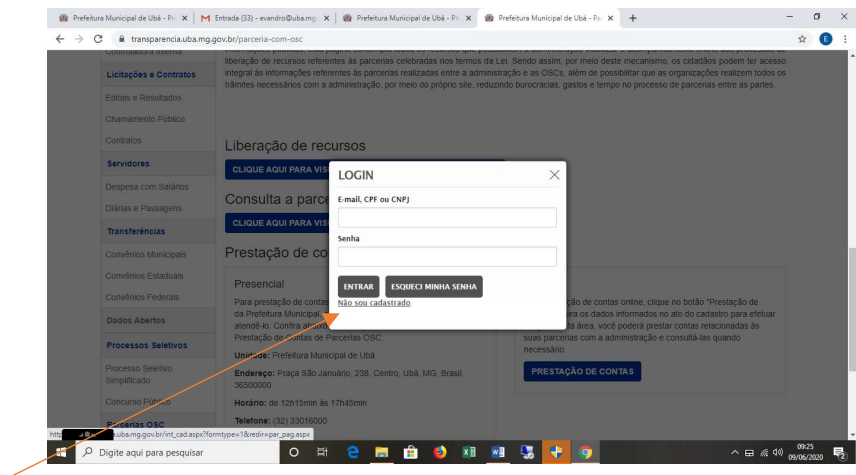 Prefeitura Municipal de Ubá - Pr
Entrada (33) - evandro@uba.mg.
Prefeitura Municipal de Ubá - Pr
Prefeitura Municipal de Ubá - Pa
transparencia.uba.mg.gov.br/parceria-com-osc
E
Controladoria Interna
Licitações e Contratos
Editais e Resultados
Chamamento Público
Contratos
Servidores
Despesa com Salários
Diárias e Passagens
Transferências
Convênios Municipais
Convênios Estaduais
Convênios Federais
Dados Abertos
Processos Seletivos
Processo Seletivo
Simplificado
Concurso Público
Parcerias OSC
liberação de recursos referentes às parcerias celebradas nos termos da Lei. Sendo assim, por meio deste mecanismo, os cidadãos podem ter acesso
integral às informações referentes às parcerias realizadas entre a administração e as OSCs, além de possibilitar que as organizações realizem todos os
trâmites necessários com a administração, por meio do próprio site, reduzindo burocracias, gastos e tempo no processo de parcerias entre as partes.
Liberação de recursos
CLIQUE AQUI PARA VIS
Consulta a parce
CLIQUE AQUI PARA VIS
Prestação de co
LOGIN
E-mail, CPF ou CNPJ
Senha
ENTRAR
ESQUECI MINHA SENHA
Não sou cadastrado
Presencial
Para prestação de contas
da Prefeitura Municipal,
atendê-lo. Confira abaixo
Prestação de Contas de Parcerias OSC:
Unidade: Prefeitura Municipal de Ubá
Endereço: Praça São Januário, 238, Centro, Ubá, MG, Brasil,
36500000
Horário: de 12h15min às 17h45min
Telefone: (32) 33016000
ção de contas online, clique no botão "Prestação de
ra os dados informados no ato do cadastro para efetuar
ta área, você poderá prestar contas relacionadas às
suas parcerias com a administração e consultá-las quando
necessário.
PRESTAÇÃO DE CONTAS
uba.mg.gov.br/int_cad.aspx?formtype=1&redir=par_pag.aspx
Digite aqui para pesquisar
09:25
09/06/2020